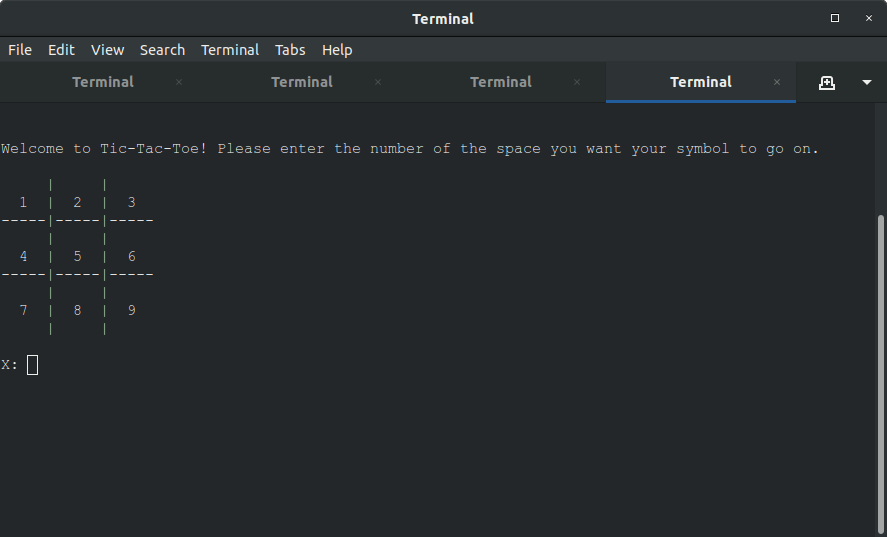 Terminal
File Edit View Search Terminal Tabs Help
Terminal × Terminal × Terminal × Terminal ×
Welcome to Tic-Tac-Toe! Please enter the number of the space you want your symbol to go on.
     |     |
  1  |  2  |  3
-----|-----|-----
     |     |
  4  |  5  |  6
-----|-----|-----
     |     |
  7  |  8  |  9
     |     |
X: